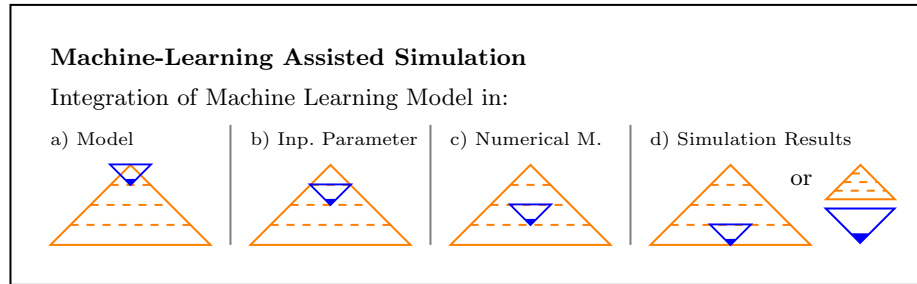 Machine-Learning Assisted Simulation
Integration of Machine Learning Model in:
a) Model
b) Inp. Parameter
c) Numerical M.
d) Simulation Results
or